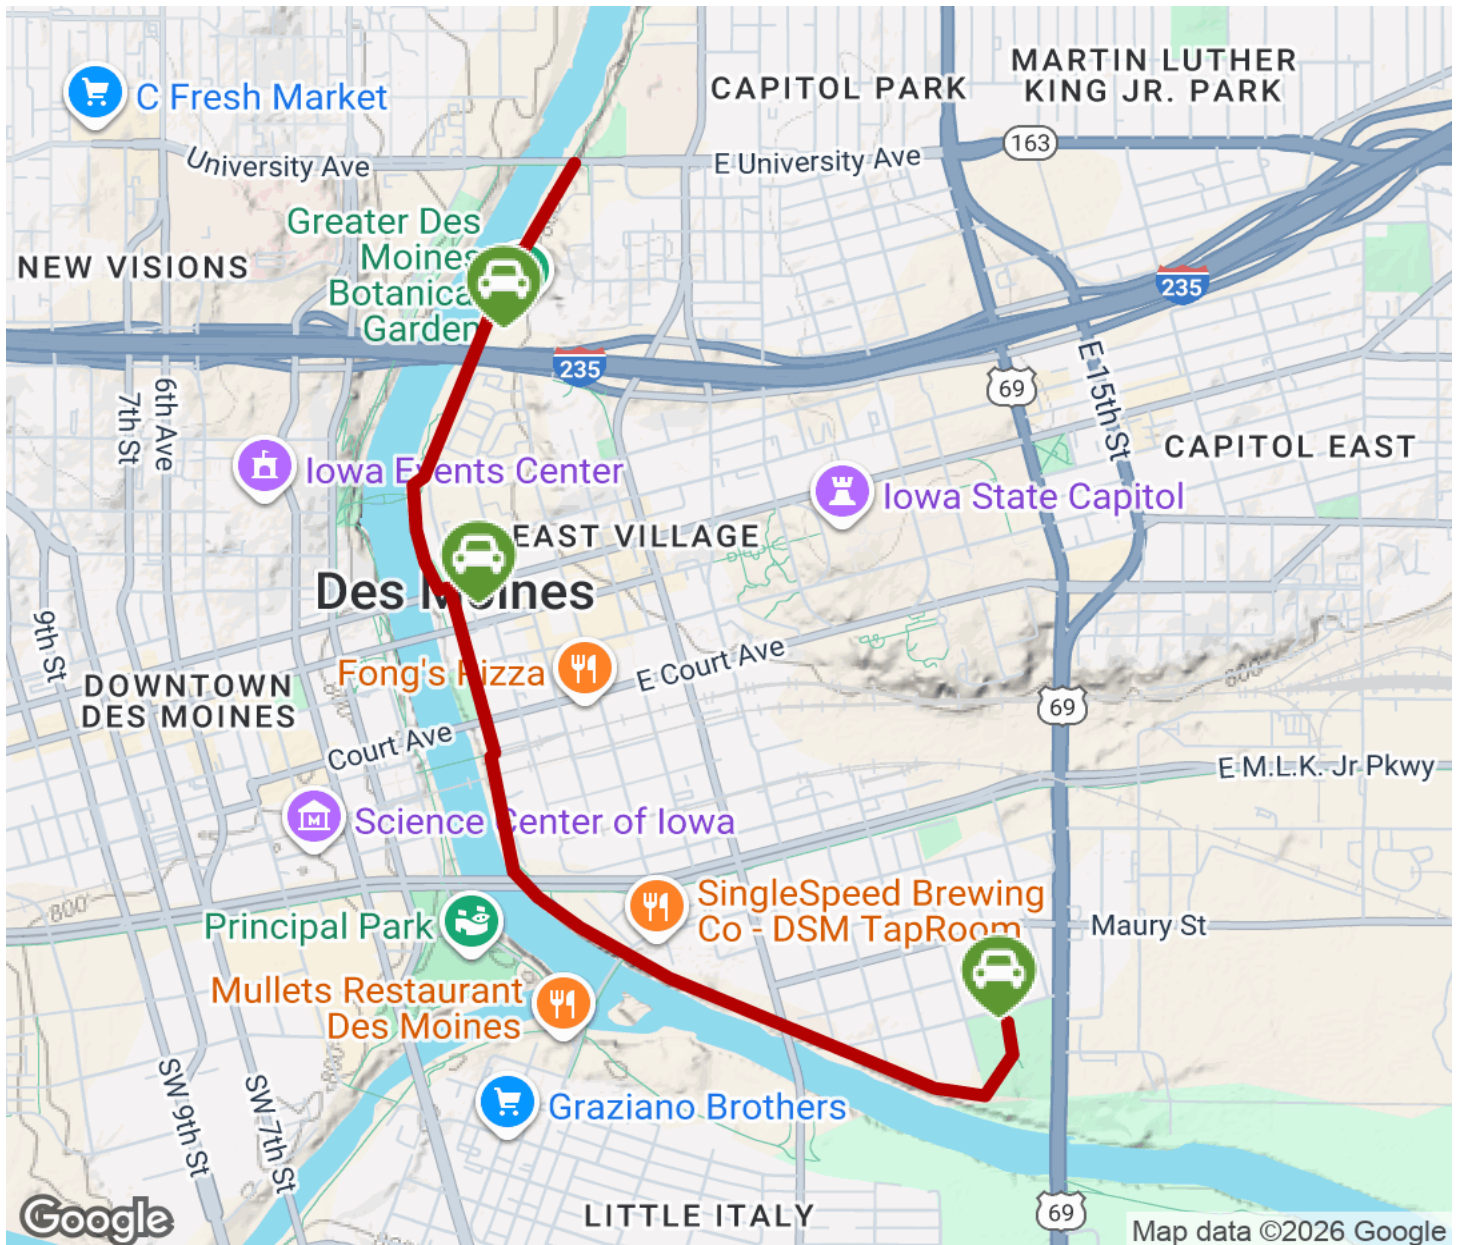 MARTIN LUTHER
KING JR. PARK
CAPITOL PARK
C Fresh Market
163
University Ave
E University Ave
Greater Des
Moines
Botanica
Garden
NEW VISIONS
235
235
69
E 15th St
6th Ave
7th St
CAPITOL EAST
Iowa Events Center
Iowa State Capitol
EAST VILLAGE
Des Moines
9th St
Fong's Pizza
E Court Ave
800
DOWNTOWN
DES MOINES
69
Court Ave
E M.L.K. Jr Pkwy
Science Center of Iowa
SingleSpeed Brewing
Co - DSM TapRoom
800
Principal Park
Maury St
Mullets Restaurant
Des Moines
SW 9th St
SW 7th St
Graziano Brothers
LITTLE ITALY
69
Google
Map data ©2026 Google